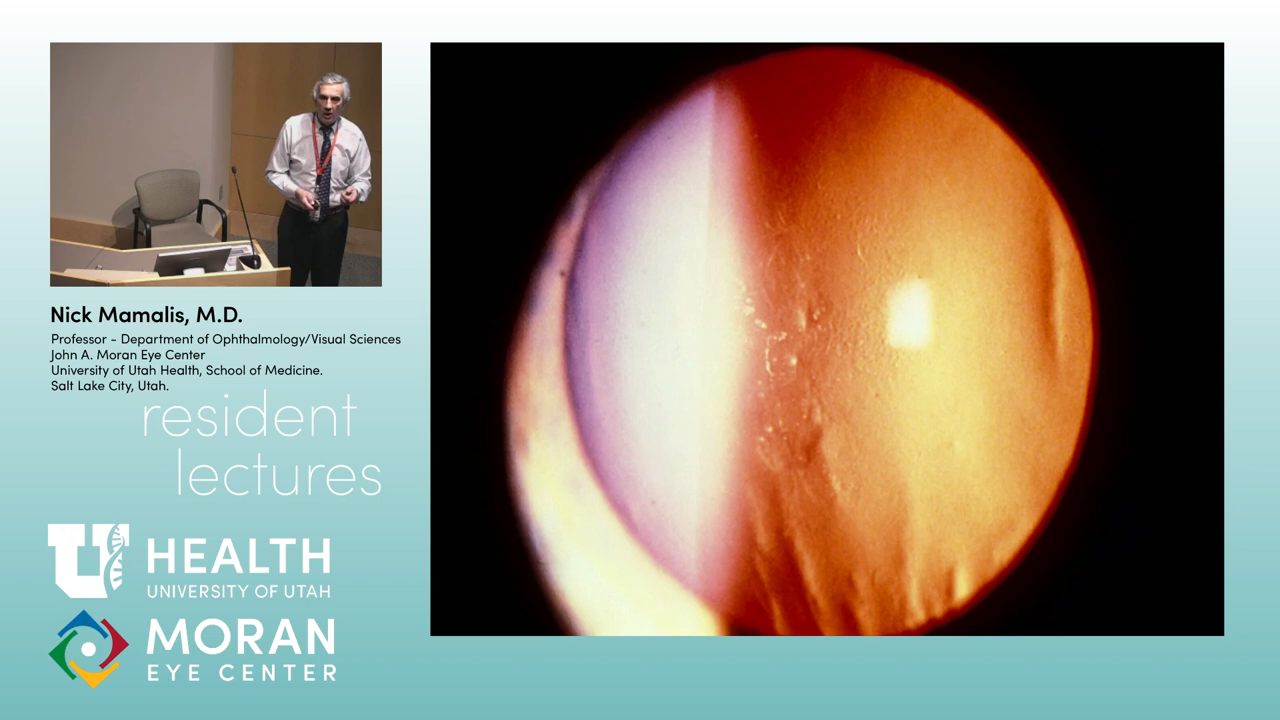 Nick Mamalis, M.D.
Professor - Department of Ophthalmology/Visual Sciences
John A. Moran Eye Center
University of Utah Health, School of Medicine.
Salt Lake City, Utah.
resident
lectures
U HEALTH
UNIVERSITY OF UTAH
MORAN
EYE CENTER